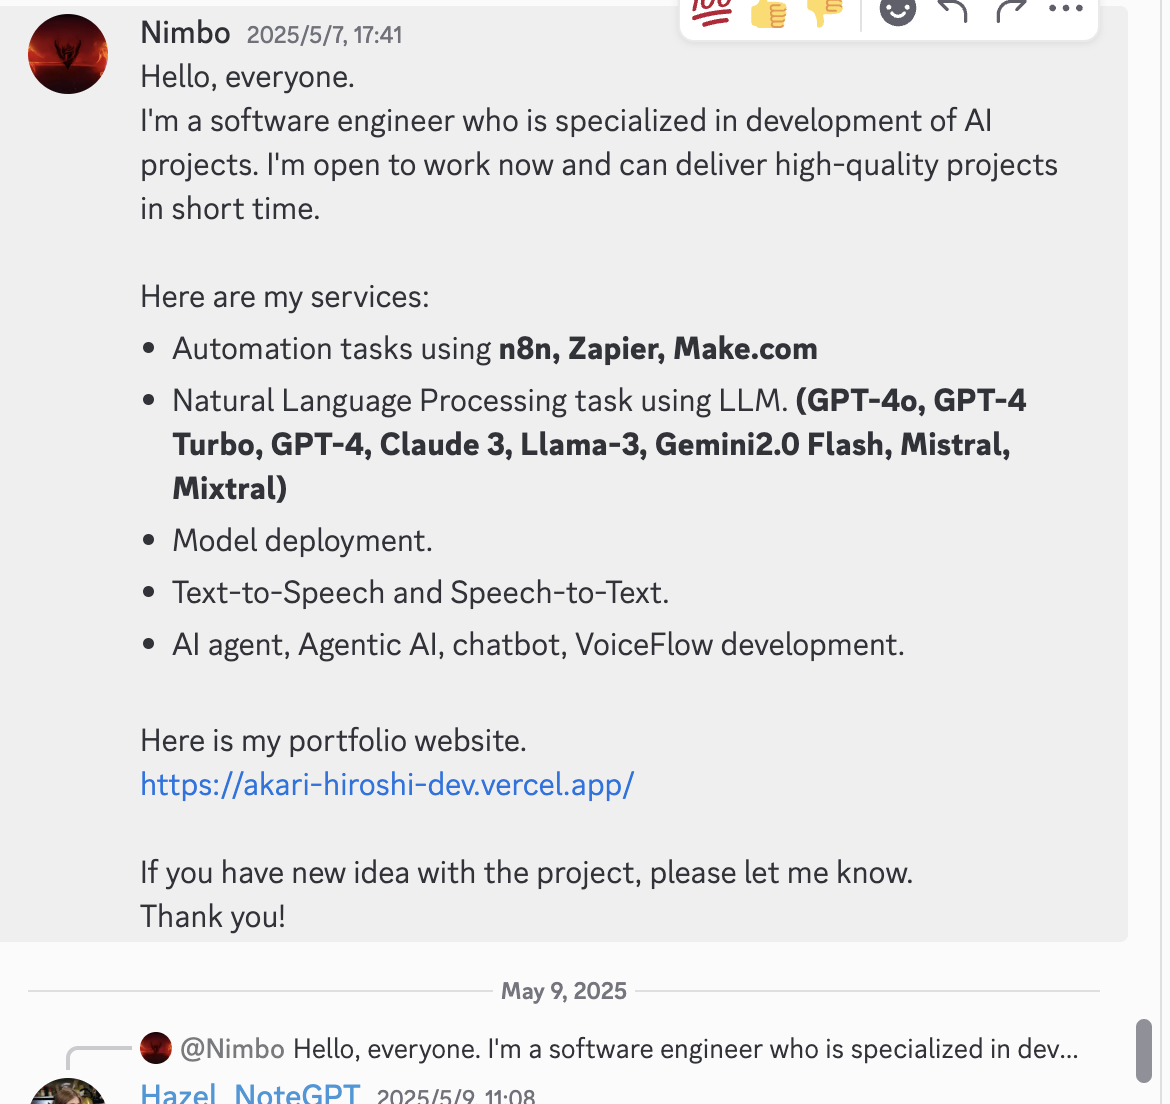 Nimbo 2025/5/7, 17:41
Hello, everyone.
I'm a software engineer who is specialized in development of AI
projects. I'm open to work now and can deliver high-quality projects
in short time.
Here are my services:
• Automation tasks using n8n, Zapier, Make.com
• Natural Language Processing task using LLM. (GPT-4o, GPT-4
Turbo, GPT-4, Claude 3, Llama-3, Gemini2.0 Flash, Mistral,
Mixtral)
• Model deployment.
• Text-to-Speech and Speech-to-Text.
• AI agent, Agentic AI, chatbot, VoiceFlow development.
Here is my portfolio website.
https://akari-hiroshi-dev.vercel.app/
If you have new idea with the project, please let me know.
Thank you!
May 9, 2025
@Nimbo Hello, everyone. I'm a software engineer who is specialized in dev...
Hazel_NoteGPT 2025/5/9, 11:08